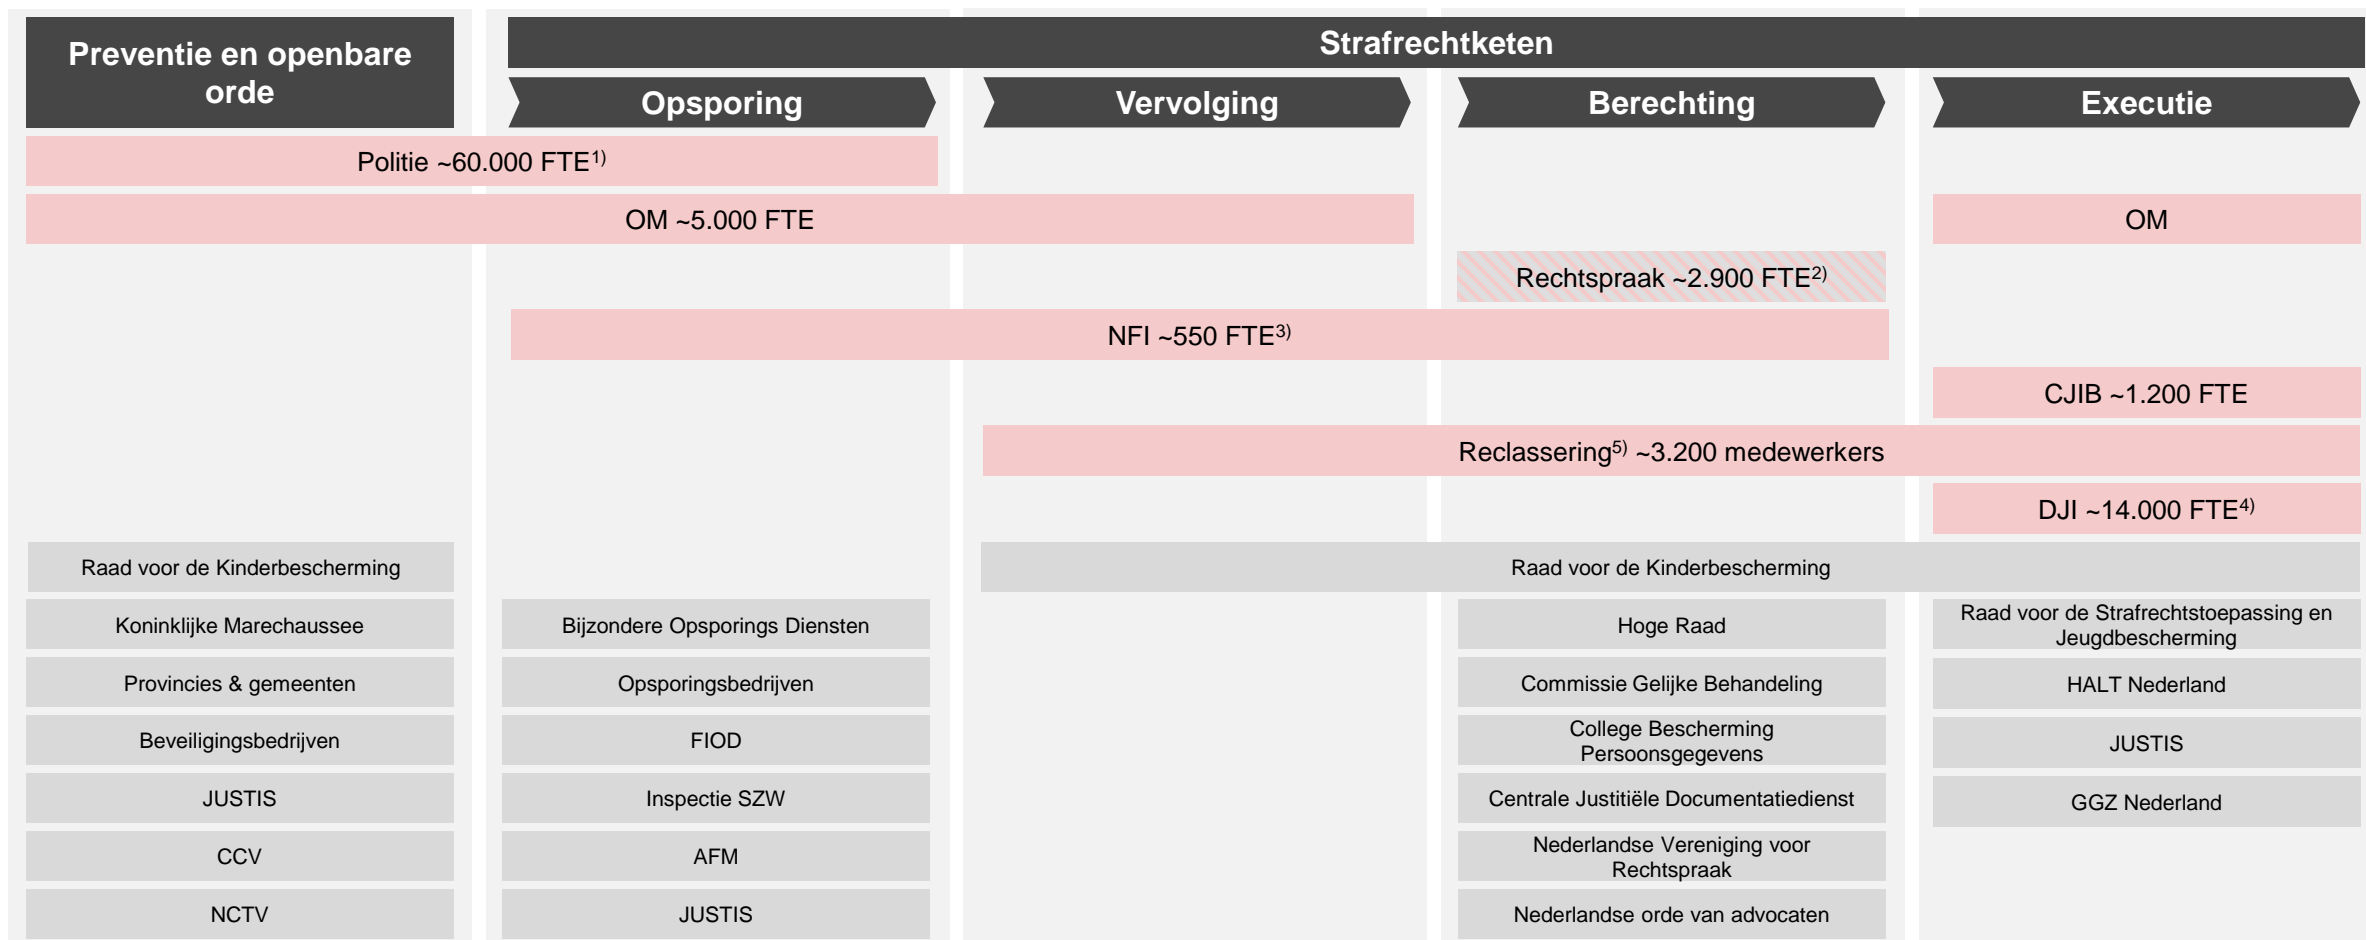 Preventie en openbare
orde
Strafrechtketen
Opsporing
Vervolging
Berechting
Executie
Politie ~60.000 FTE1)
OM ~5.000 FTE
OM
Rechtspraak ~2.900 FTE2)
NFI ~550 FTE3)
CJIB ~1.200 FTE
Reclassering5) ~3.200 medewerkers
DJI ~14.000 FTE4)
Raad voor de Kinderbescherming
Raad voor de Kinderbescherming
Koninklijke Marechaussee
Bijzondere Opsporings Diensten
Hoge Raad
Raad voor de Strafrechtstoepassing en
Jeugdbescherming
Provincies & gemeenten
Opsporingsbedrijven
Commissie Gelijke Behandeling
HALT Nederland
Beveiligingsbedrijven
FIOD
College Bescherming
Persoonsgegevens
JUSTIS
JUSTIS
Inspectie SZW
Centrale Justitiële Documentatiedienst
GGZ Nederland
CCV
AFM
Nederlandse Vereniging voor
Rechtspraak
NCTV
JUSTIS
Nederlandse orde van advocaten